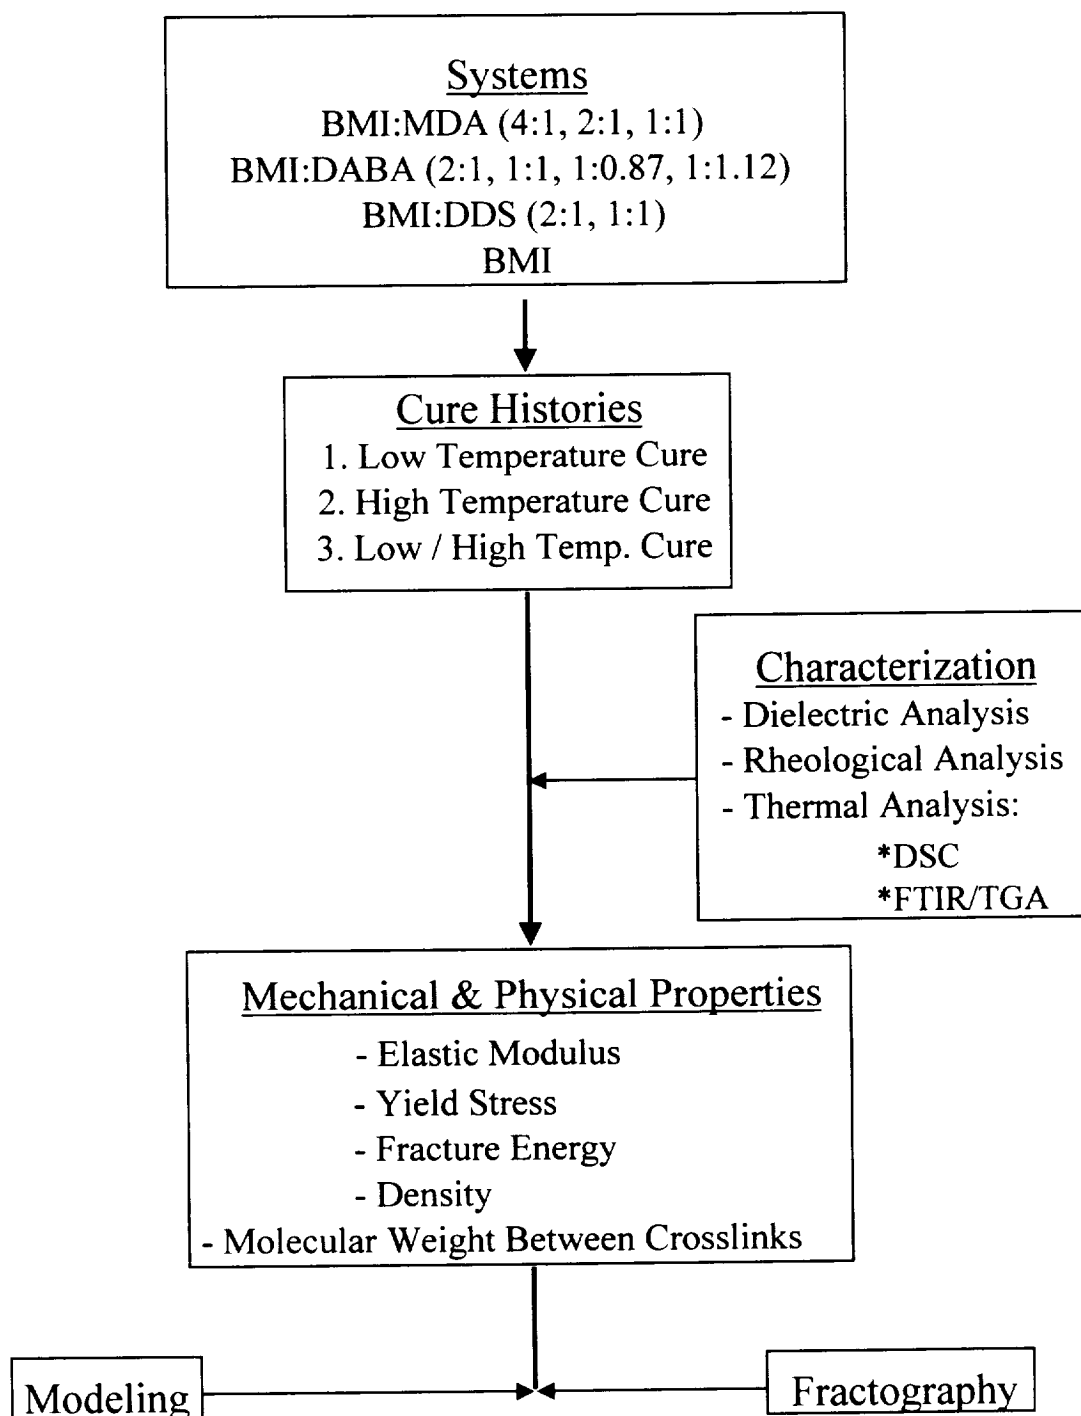 Systems
BMI:MDA (4:1, 2:1, 1:1)
BMI:DABA (2:1, 1:1, 1:0.87, 1:1.12)
BMI:DDS (2:1, 1:1)
BMI
Cure Histories
1. Low Temperature Cure
2. High Temperature Cure
3. Low / High Temp. Cure
Characterization
- Dielectric Analysis
- Rheological Analysis
- Thermal Analysis:
*DSC
*FTIR/TGA
Mechanical & Physical Properties
- Elastic Modulus
- Yield Stress
- Fracture Energy
- Density
- Molecular Weight Between Crosslinks
Modeling
Fractography